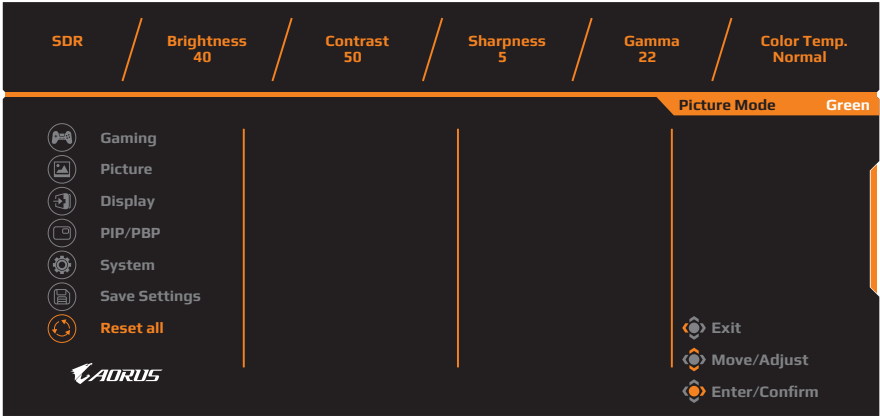 SDR
Brightness
40
Contrast
50
Sharpness
5
Gamma
22
Color Temp.
Normal
Picture Mode Green
Gaming
Picture
Display
PIP/PBP
System
Save Settings
Reset all
AORUS
Exit
Move/Adjust
Enter/Confirm